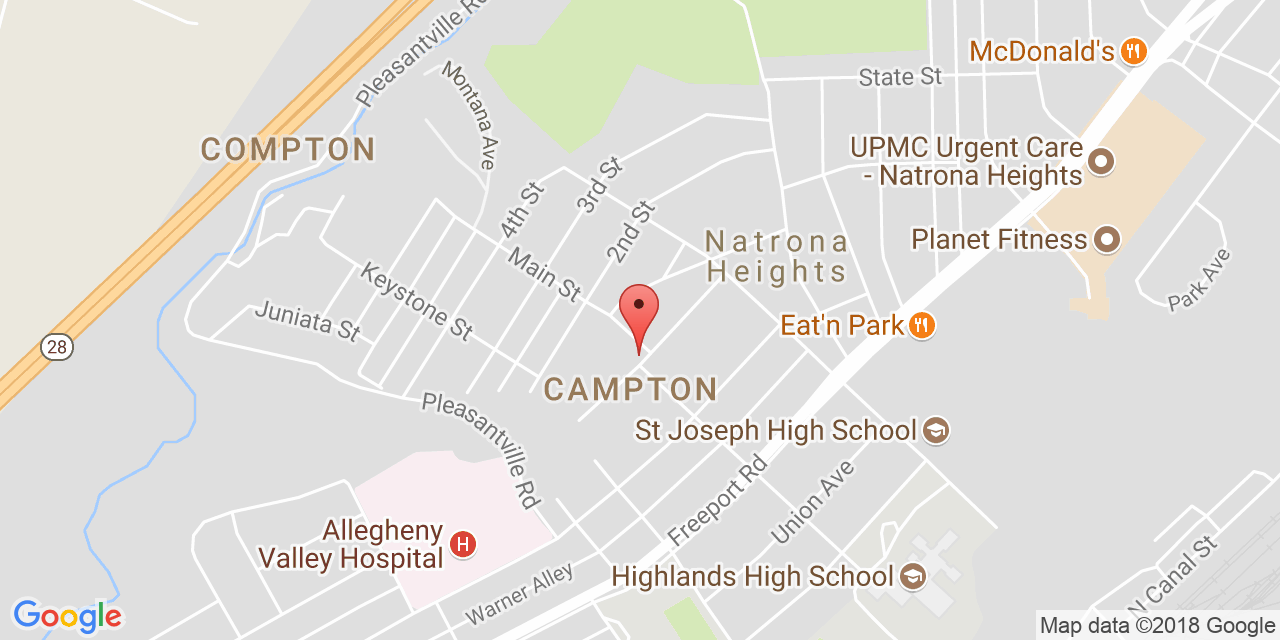 Pleasantville Rd
McDonald's
State St
Montana Ave
COMPTON
UPMC Urgent Care
- Natrona Heights
3rd St
4th St
2nd St
Natrona
Heights
Planet Fitness
Main St
Park Ave
Keystone St
Juniata St
Eat'n Park
28
CAMPTON
Pleasantville Rd
St Joseph High School
Freeport Rd
Union Ave
Allegheny
Valley Hospital
H
Highlands High School
Warner Alley
N Canal St
Google
Map data ©2018 Google